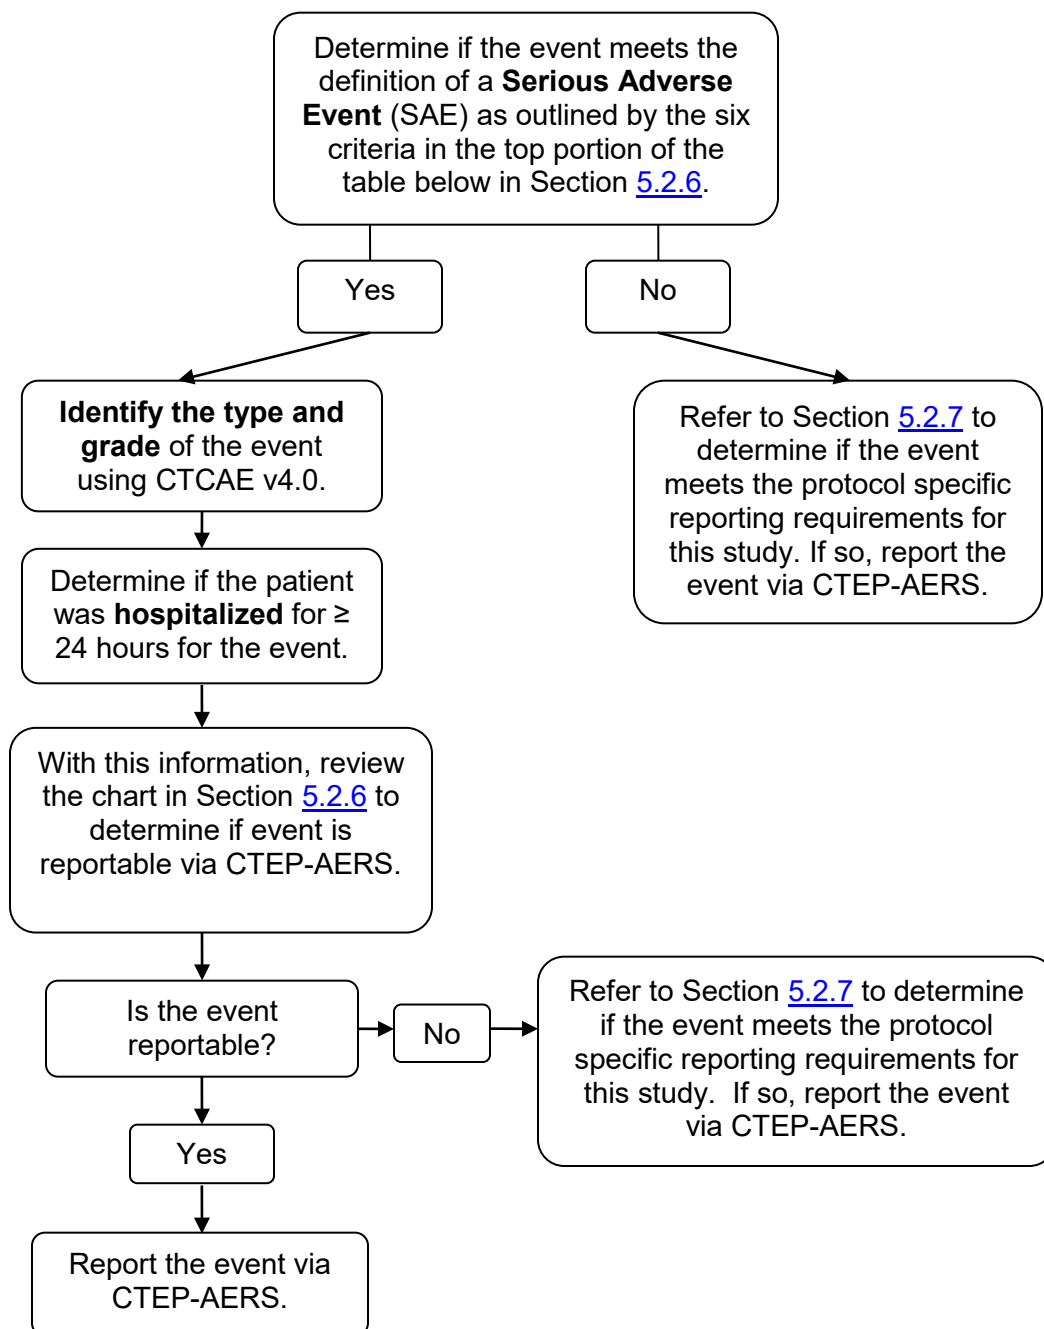 Determine if the event meets the
definition of a Serious Adverse
Event (SAE) as outlined by the six
criteria in the top portion of the
table below in Section 5.2.6.
Yes
No
Identify the type and
grade of the event
using CTCAE v4.0.
Refer to Section 5.2.7 to
determine if the event
meets the protocol specific
reporting requirements for
this study. If so, report the
event via CTEP-AERS.
Determine if the patient
was hospitalized for ≥
24 hours for the event.
With this information, review
the chart in Section 5.2.6 to
determine if event is
reportable via CTEP-AERS.
Is the event
reportable?
No
Refer to Section 5.2.7 to determine
if the event meets the protocol
specific reporting requirements for
this study.  If so, report the event
via CTEP-AERS.
Yes
Report the event via
CTEP-AERS.